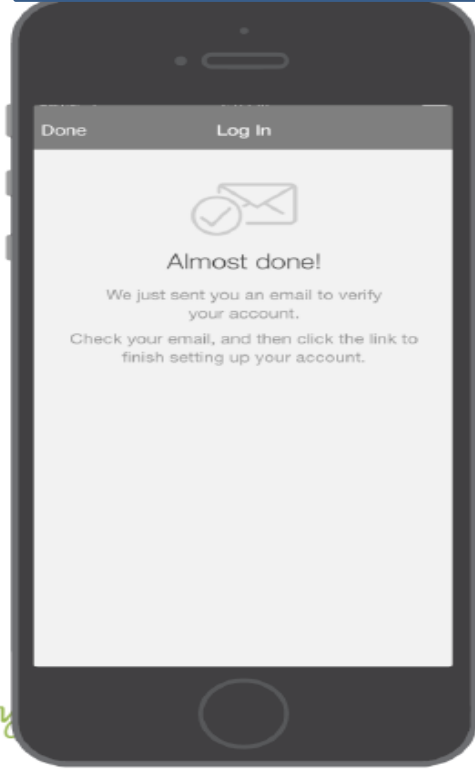 Done
Log In
Almost done!
We just sent you an email to verify
your account.
Check your email, and then click the link to
finish setting up your account.